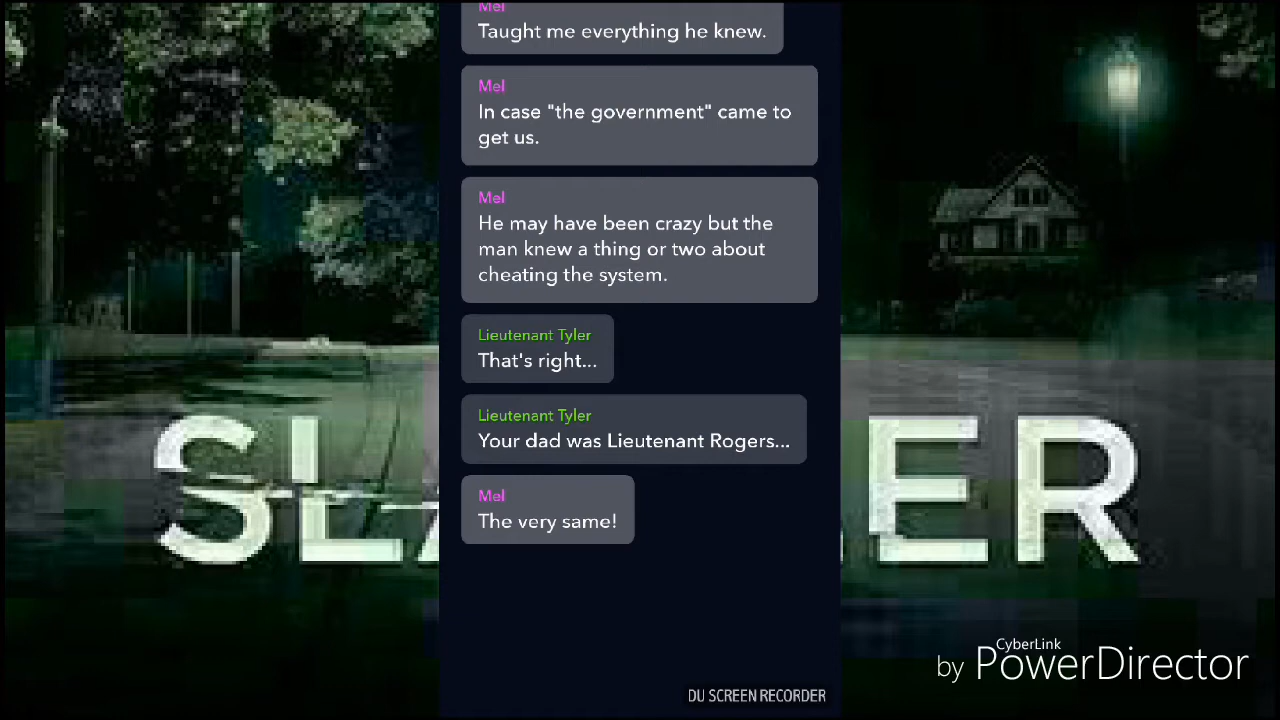 Mel
Taught me everything he knew.
Mel
In case "the government" came to
get us.
Mel
He may have been crazy but the
man knew a thing or two about
cheating the system.
Lieutenant Tyler
That's right...
Lieutenant Tyler
Your dad was Lieutenant Rogers...
Mel
The very same!
SL
ER
CyberLink
by PowerDirector
DU SCREEN RECORDER